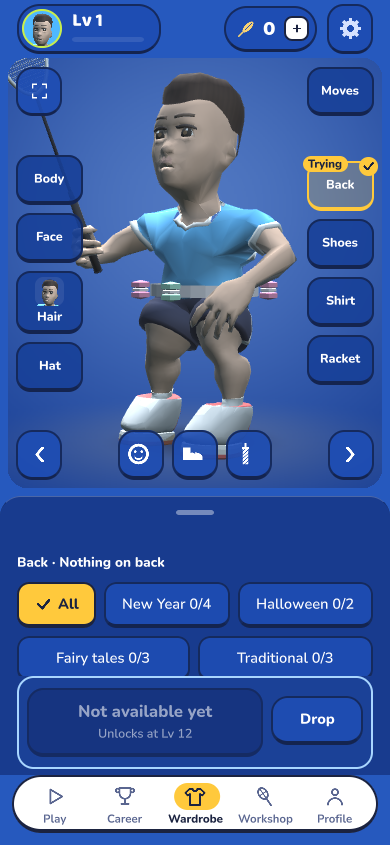 Lv 1
0
+
Moves
Trying
Back
Body
Shoes
Face
Shirt
Hair
Racket
Hat
Back · Nothing on back
All
New Year 0/4
Halloween 0/2
Fairy tales 0/3
Traditional 0/3
Not available yet
Unlocks at Lv 12
Drop
Play
Career
Wardrobe
Workshop
Profile